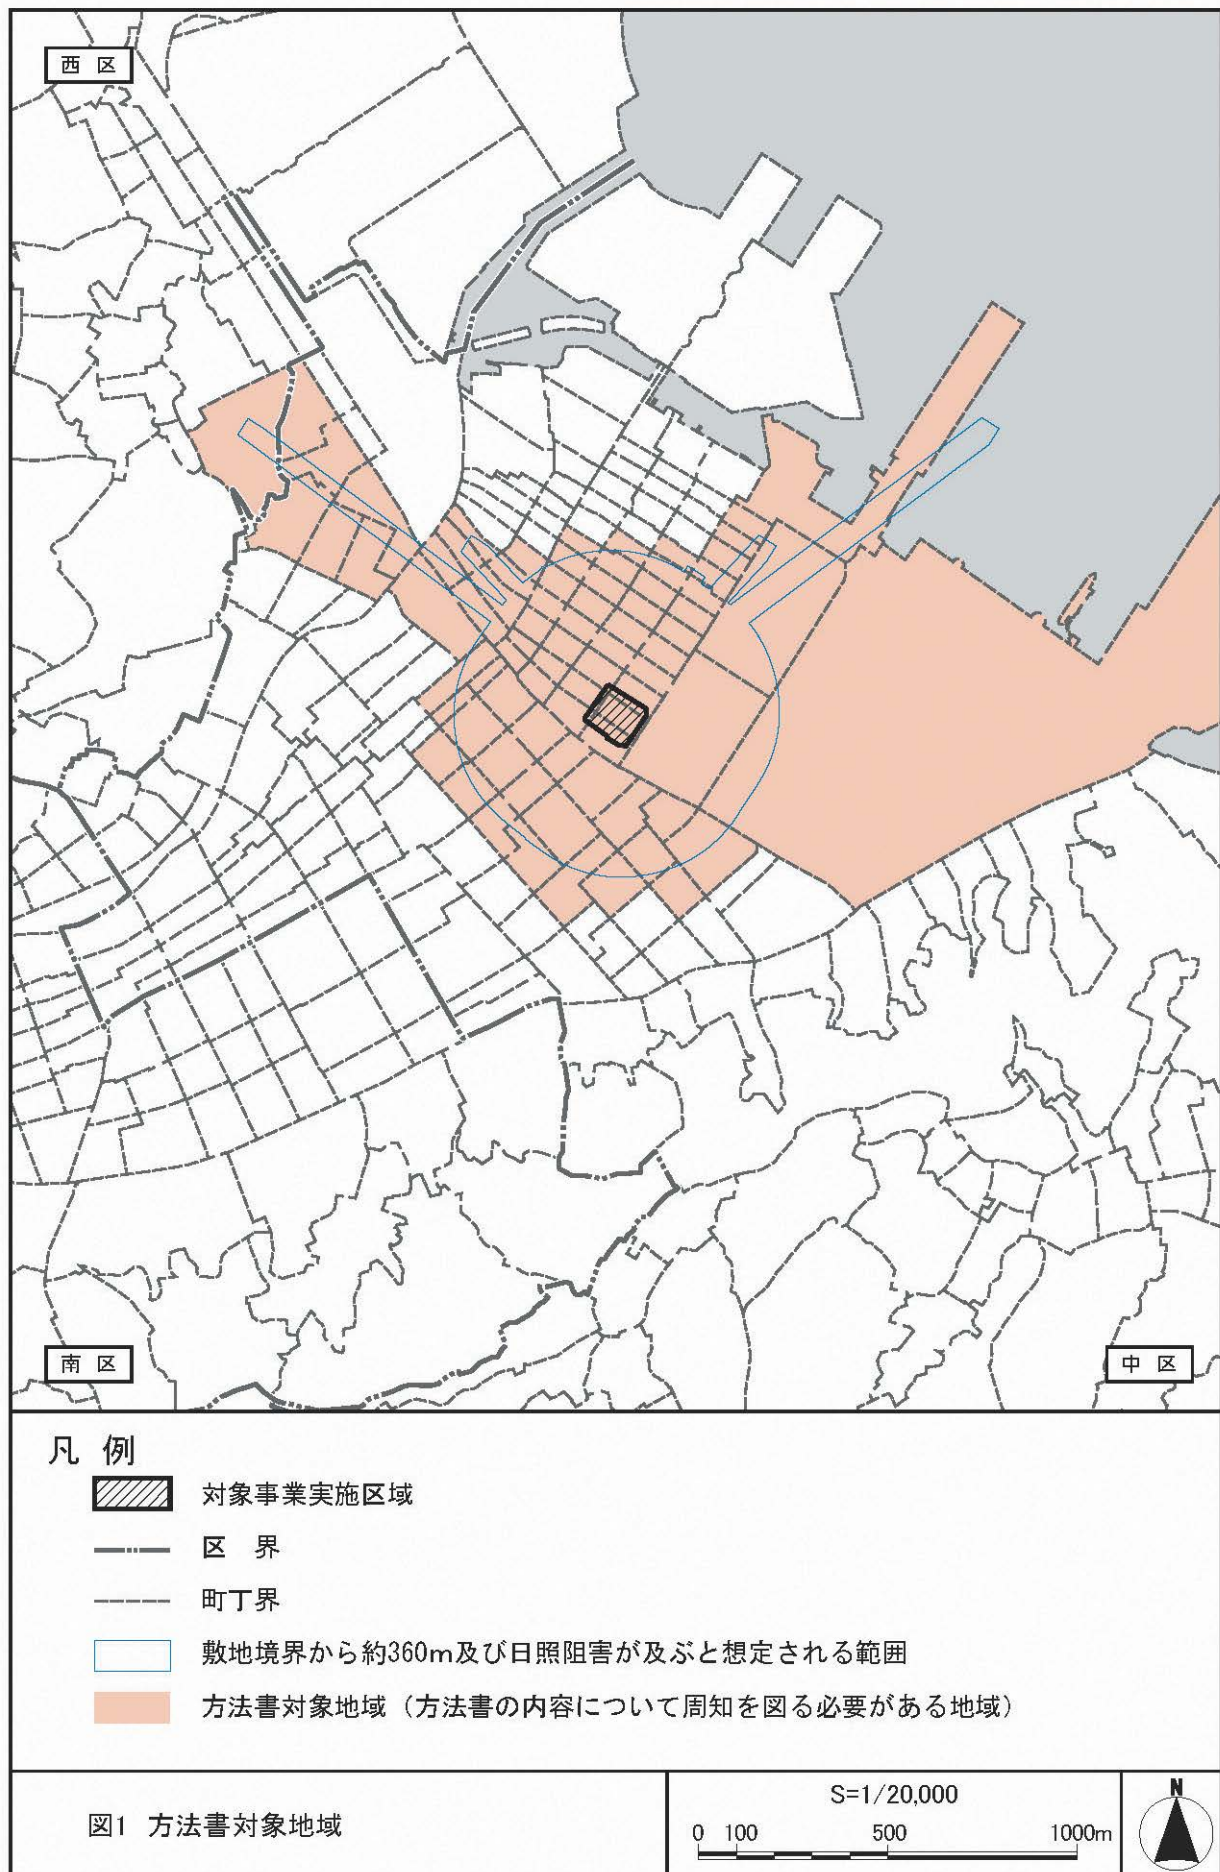 西 区
南 区
中 区
凡 例
対象事業実施区域
区 界
町丁界
敷地境界から約360m及び日照阻害が及ぶと想定される範囲
方法書対象地域（方法書の内容について周知を図る必要がある地域）
図1 方法書対象地域
S=1/20,000
0 100 500 1000m
N